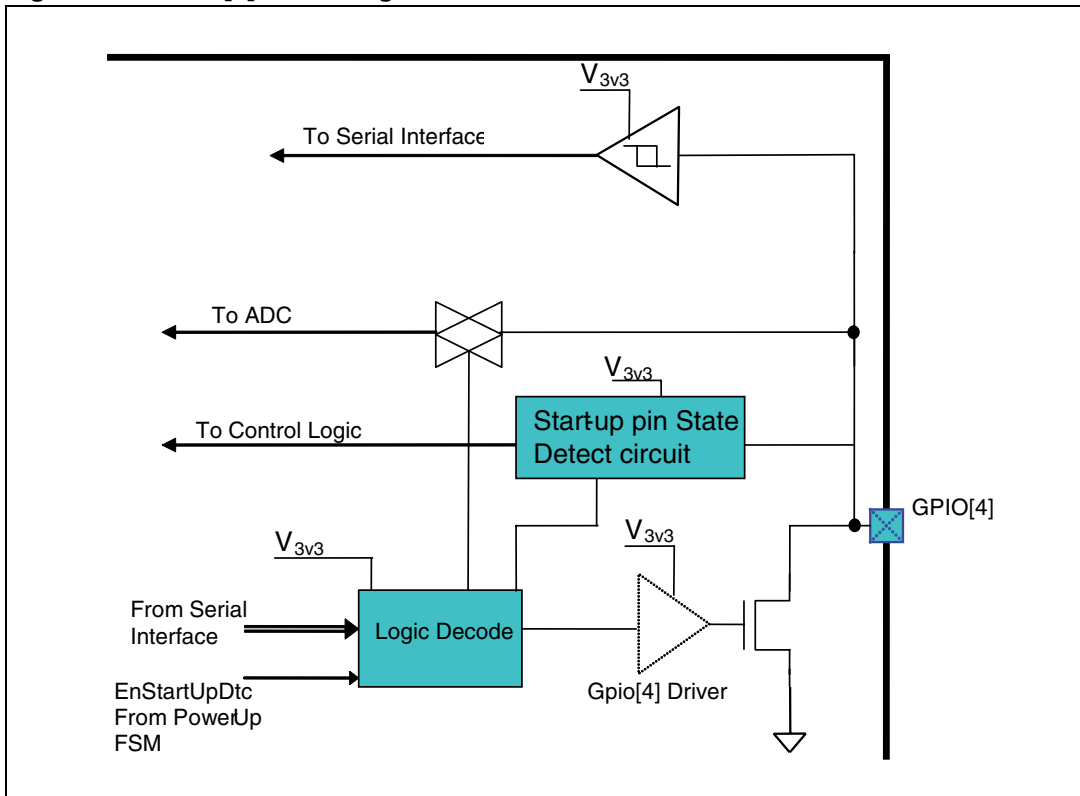 V3v3
To Serial Interface
To ADC
V3v3
Start-up pin State
Detect circuit
To Control Logic
GPIO[4]
V3v3
V3v3
From Serial
Interface
Logic Decode
Gpio[4] Driver
EnStartUpDtc
From PowerUp
FSM